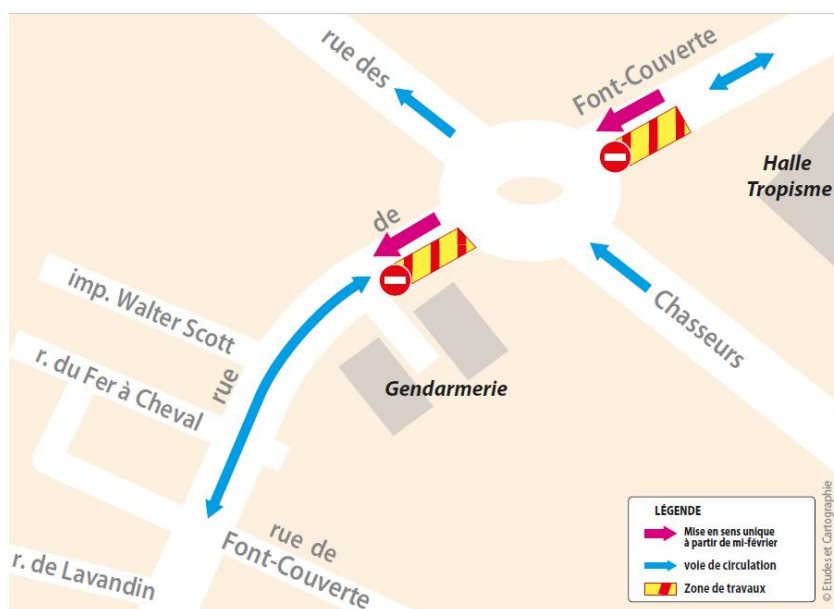 rue des
Font-Couverte
Halle
Tropisme
de
imp. Walter Scott
Chasseurs
rue
r. du Fer à Cheval
Gendarmerie
rue de
Font-Couverte
r. de Lavandin
LÉGENDE
Mise en sens unique
à partir de mi-février
voie de circulation
Zone de travaux
© Etudes et Cartographie